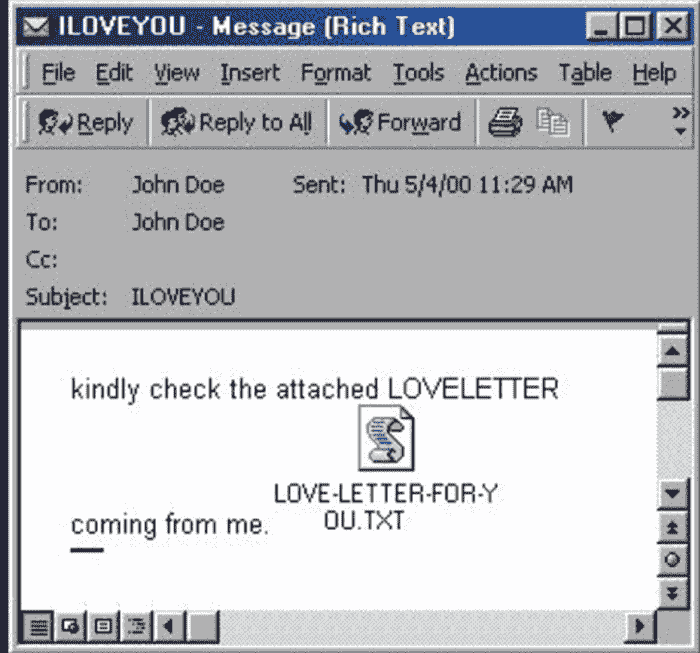 ILOVEYOU - Message (Rich Text)
File Edit View Insert Format Tools Actions Table Help
Reply Reply to All Forward
From: John Doe Sent: Thu 5/4/00 11:29 AM
To: John Doe
Cc:
Subject: ILOVEYOU
kindly check the attached LOVELETTER
LOVE-LETTER-FOR-Y
OU.TXT
coming from me.